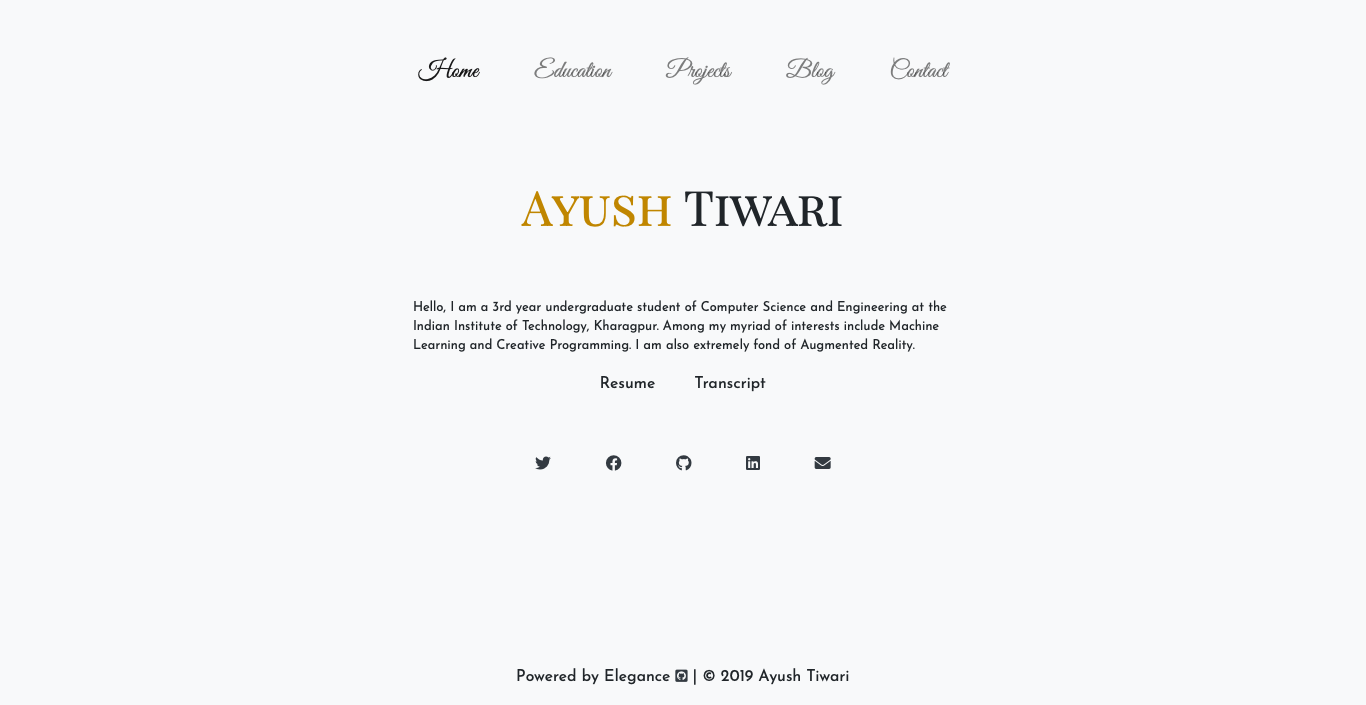 Home Education Projects Blog Contact
Ayush Tiwari
Hello, I am a 3rd year undergraduate student of Computer Science and Engineering at the
Indian Institute of Technology, Kharagpur. Among my myriad of interests include Machine
Learning and Creative Programming. I am also extremely fond of Augmented Reality.
Resume Transcript
Powered by Elegance | © 2019 Ayush Tiwari